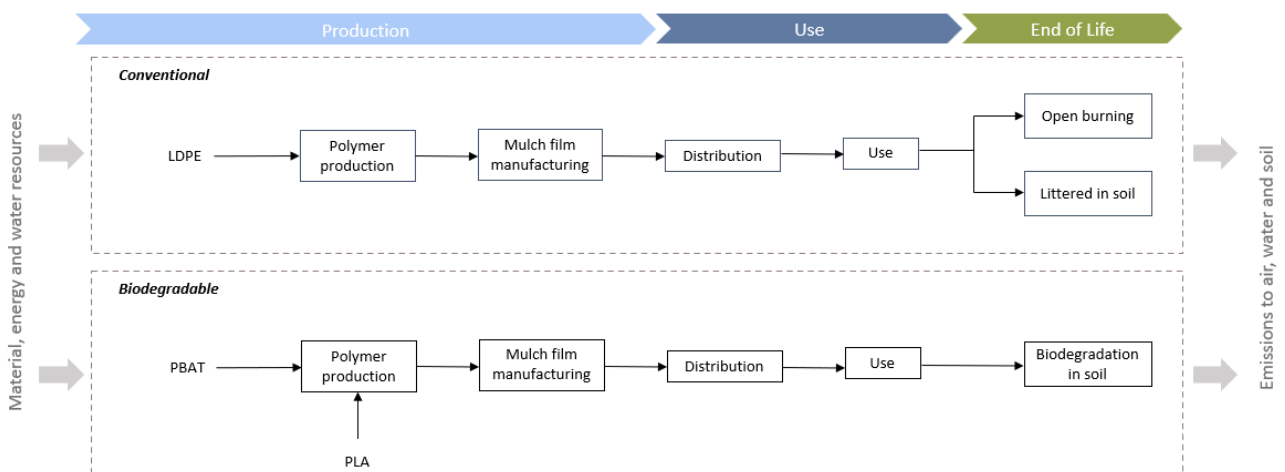 Production
Use
End of Life
Material, energy and water resources
Conventional
LDPE
Polymer
production
Mulch film
manufacturing
Distribution
Use
Open burning
Littered in soil
Emissions to air, water and soil
Biodegradable
PBAT
Polymer
production
Mulch film
manufacturing
Distribution
Use
Biodegradation
in soil
PLA